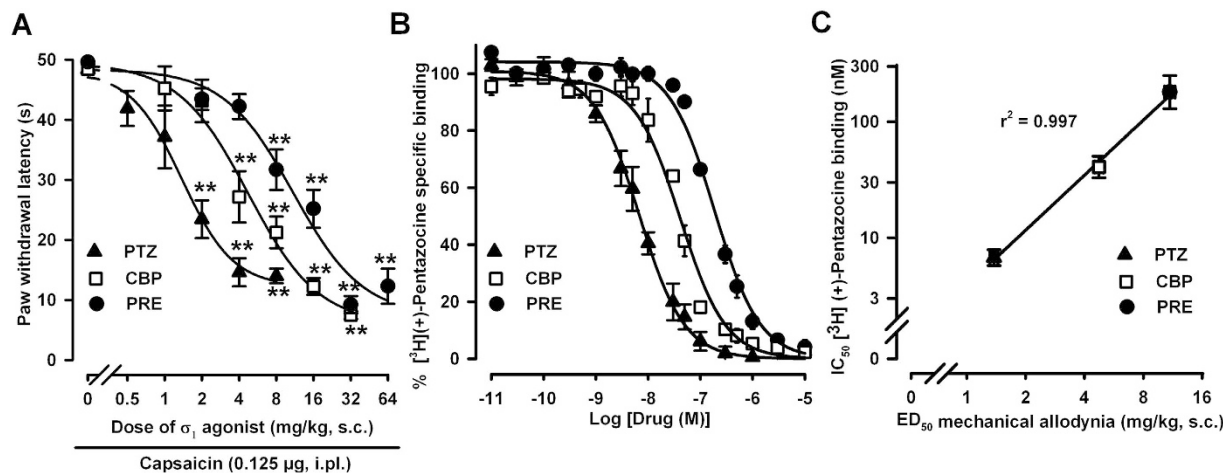 A
Paw withdrawal latency (s)
50
40
30
20
10
0
**
**
**
**
**
**
**
**
**
**
PTZ
CBP
PRE
0 0.5 1 2 4 8 16 32 64
Dose of σ1 agonist (mg/kg, s.c.)
Capsaicin (0.125 µg, i.pl.)
B
% [³H](+)-Pentazocine specific binding
100
80
60
40
20
0
PTZ
CBP
PRE
-11 -10 -9 -8 -7 -6 -5
Log [Drug (M)]
C
IC50 [³H] (+)-Pentazocine binding (nM)
300
100
30
10
3
0
r² = 0.997
PTZ
CBP
PRE
0 1 4 8 16
ED50 mechanical allodynia (mg/kg, s.c.)